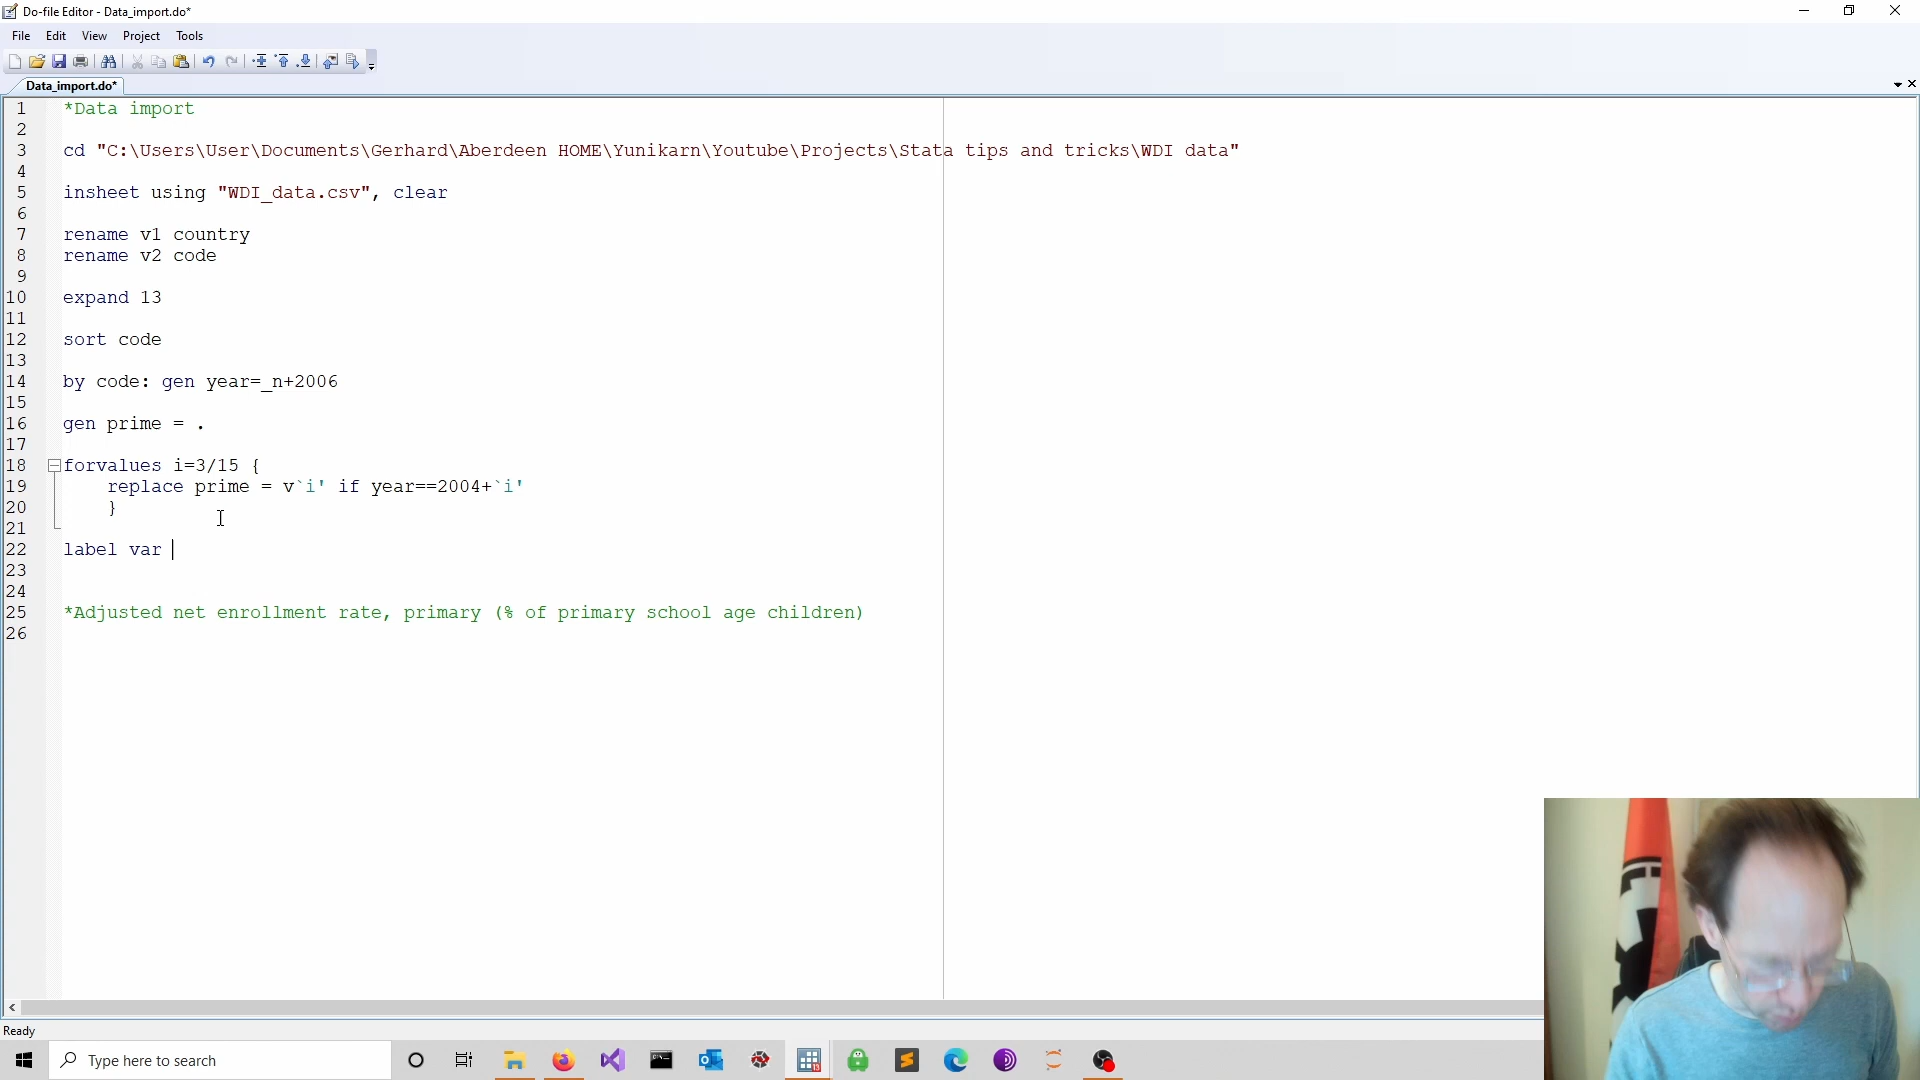 Do-file Editor - Data_import.do*
File Edit View Project Tools
Data_import.do*
1 *Data import
2
3 cd "C:\Users\User\Documents\Gerhard\Aberdeen HOME\Yunikarn\Youtube\Projects\Stata tips and tricks\WDI data"
4
5 insheet using "WDI_data.csv", clear
6
7 rename v1 country
8 rename v2 code
9
10 expand 13
11
12 sort code
13
14 by code: gen year=_n+2006
15
16 gen prime = .
17
18 forvalues i=3/15 {
19 replace prime = v`i' if year==2004+`i'
20 }
21
22 label var
23
24
25 *Adjusted net enrollment rate, primary (% of primary school age children)
26
Ready
Type here to search